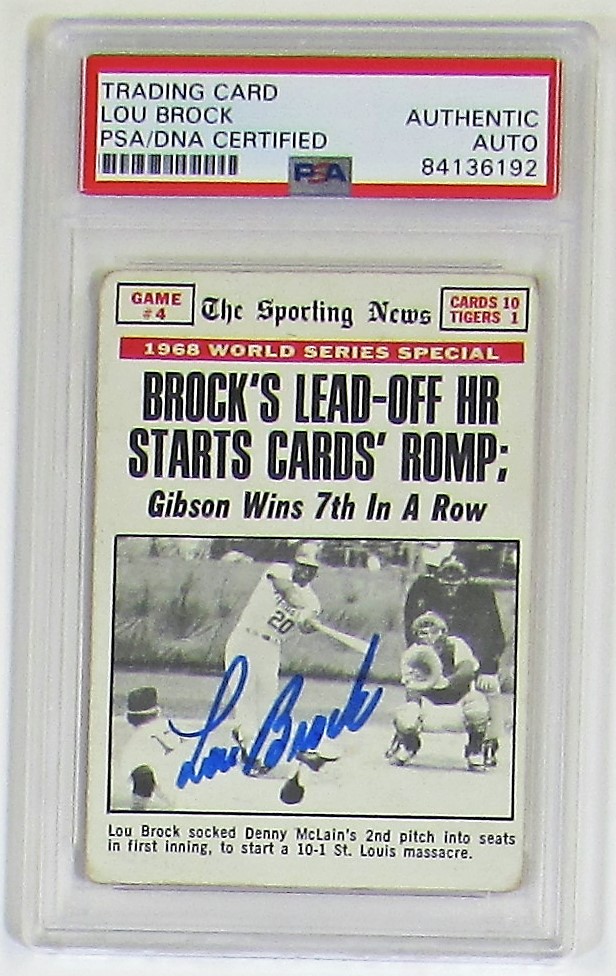 TRADING CARD
LOU BROCK
PSA/DNA CERTIFIED
AUTHENTIC
AUTO
84136192
PSA
GAME
#4
The Sporting News
CARDS 10
TIGERS 1
1968 WORLD SERIES SPECIAL
BROCK'S LEAD-OFF HR
STARTS CARDS' ROMP;
Gibson Wins 7th In A Row
20
Lou Brock
Lou Brock socked Denny McLain's 2nd pitch into seats
in first inning, to start a 10-1 St. Louis massacre.